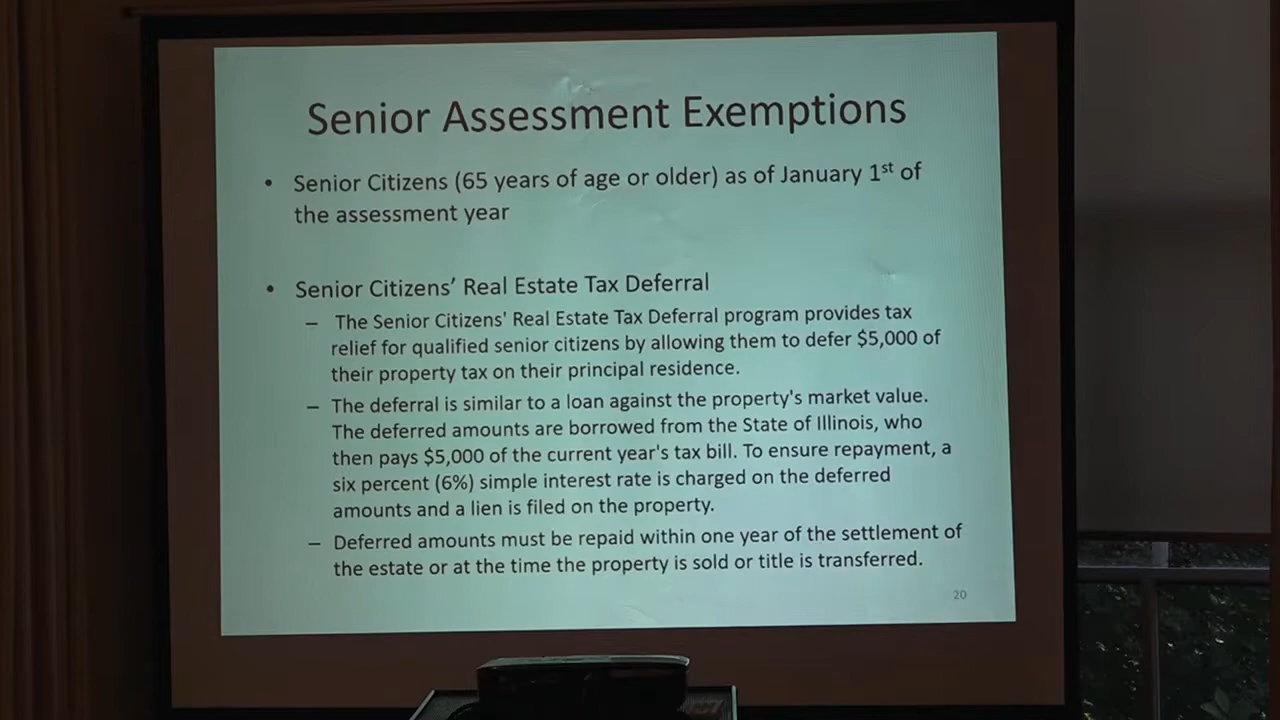 Senior Assessment Exemptions
• Senior Citizens (65 years of age or older) as of January 1st of
the assessment year
• Senior Citizens’ Real Estate Tax Deferral
– The Senior Citizens' Real Estate Tax Deferral program provides tax
relief for qualified senior citizens by allowing them to defer $5,000 of
their property tax on their principal residence.
– The deferral is similar to a loan against the property's market value.
The deferred amounts are borrowed from the State of Illinois, who
then pays $5,000 of the current year's tax bill. To ensure repayment, a
six percent (6%) simple interest rate is charged on the deferred
amounts and a lien is filed on the property.
– Deferred amounts must be repaid within one year of the settlement of
the estate or at the time the property is sold or title is transferred.
20